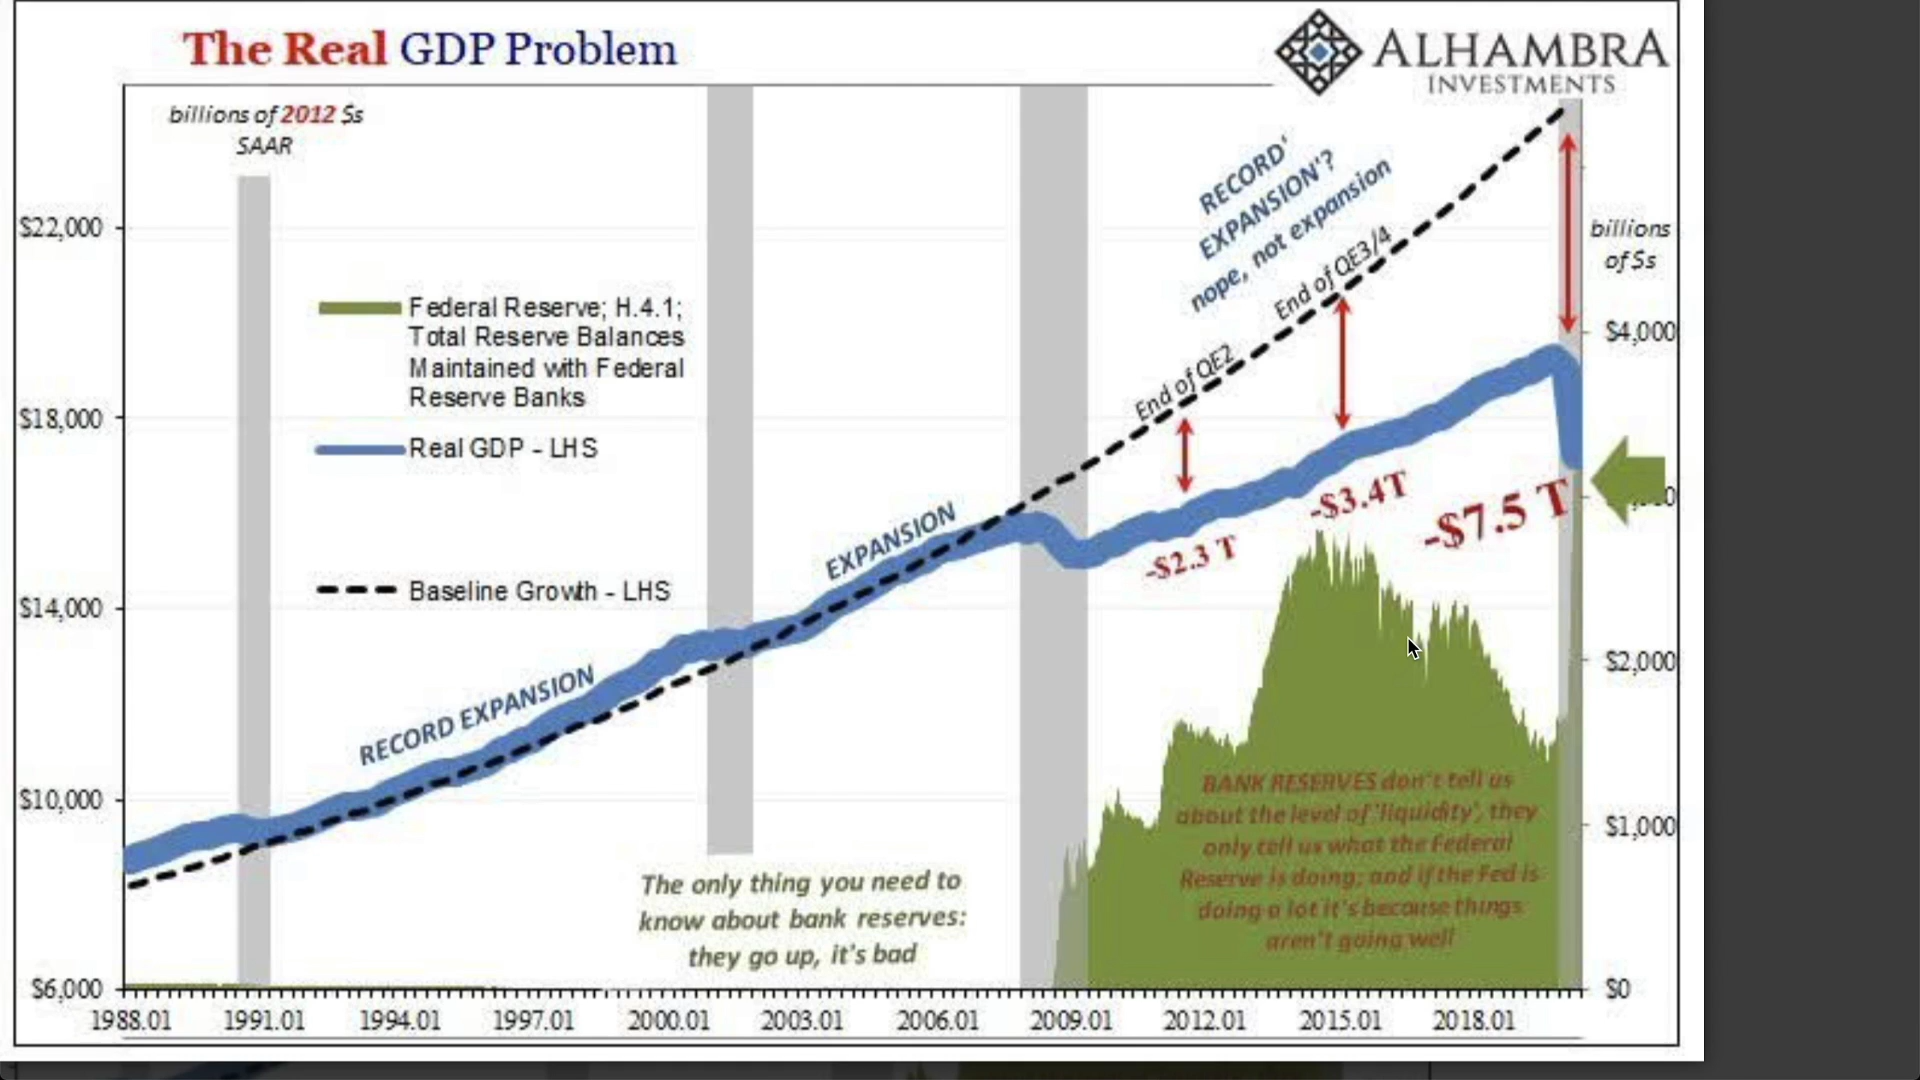 The Real GDP Problem
ALHAMBRA
INVESTMENTS
billions of 2012 $s
SAAR
RECORD'
EXPANSION'?
nope, not expansion
$22,000
billions
of $s
End of QE3/4
Federal Reserve; H.4.1;
Total Reserve Balances
Maintained with Federal
Reserve Banks
$4,000
End of QE2
$18,000
Real GDP - LHS
-$3.4T
-$7.5 T
EXPANSION
-$2.3 T
Baseline Growth - LHS
$14,000
$2,000
RECORD EXPANSION
BANK RESERVES don't tell us
about the level of 'liquidity', they
only tell us what the Federal
Reserve is doing; and if the Fed is
doing a lot it's because things
aren't going well
$10,000
$1,000
The only thing you need to
know about bank reserves:
they go up, it's bad
$6,000
$0
1988.01 1991.01 1994.01 1997.01 2000.01 2003.01 2006.01 2009.01 2012.01 2015.01 2018.01